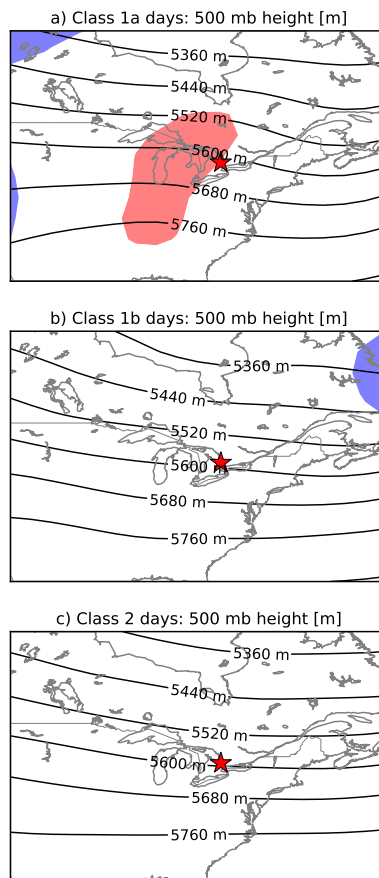 a) Class 1a days: 500 mb height [m]
5360 m
5440 m
5520 m
5600 m
5680 m
5760 m
b) Class 1b days: 500 mb height [m]
5360 m
5440 m
5520 m
5600 m
5680 m
5760 m
c) Class 2 days: 500 mb height [m]
5360 m
5440 m
5520 m
5600 m
5680 m
5760 m